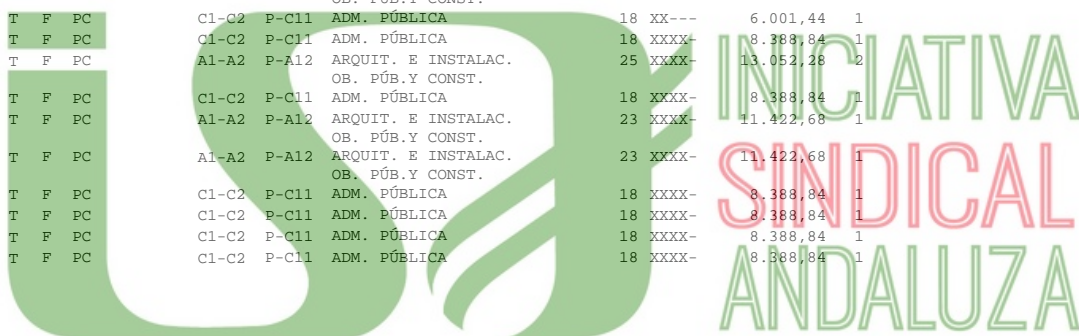 OB. PÚB.Y CONST.
T F PC C1-C2 P-C11 ADM. PÚBLICA 18 XX--- 6.001,44 1
T F PC C1-C2 P-C11 ADM. PÚBLICA 18 XXXX- 8.388,84 1
T F PC A1-A2 P-A12 ARQUIT. E INSTALAC. 25 XXXX- 13.052,28 2
OB. PÚB.Y CONST.
T F PC C1-C2 P-C11 ADM. PÚBLICA 18 XXXX- 8.388,84 1
T F PC A1-A2 P-A12 ARQUIT. E INSTALAC. 23 XXXX- 11.422,68 1
OB. PÚB.Y CONST.
T F PC A1-A2 P-A12 ARQUIT. E INSTALAC. 23 XXXX- 11.422,68 1
OB. PÚB.Y CONST.
T F PC C1-C2 P-C11 ADM. PÚBLICA 18 XXXX- 8.388,84 1
T F PC C1-C2 P-C11 ADM. PÚBLICA 18 XXXX- 8.388,84 1
T F PC C1-C2 P-C11 ADM. PÚBLICA 18 XXXX- 8.388,84 1
T F PC C1-C2 P-C11 ADM. PÚBLICA 18 XXXX- 8.388,84 1
isa
INICIATIVA
SINDICAL
ANDALUZA